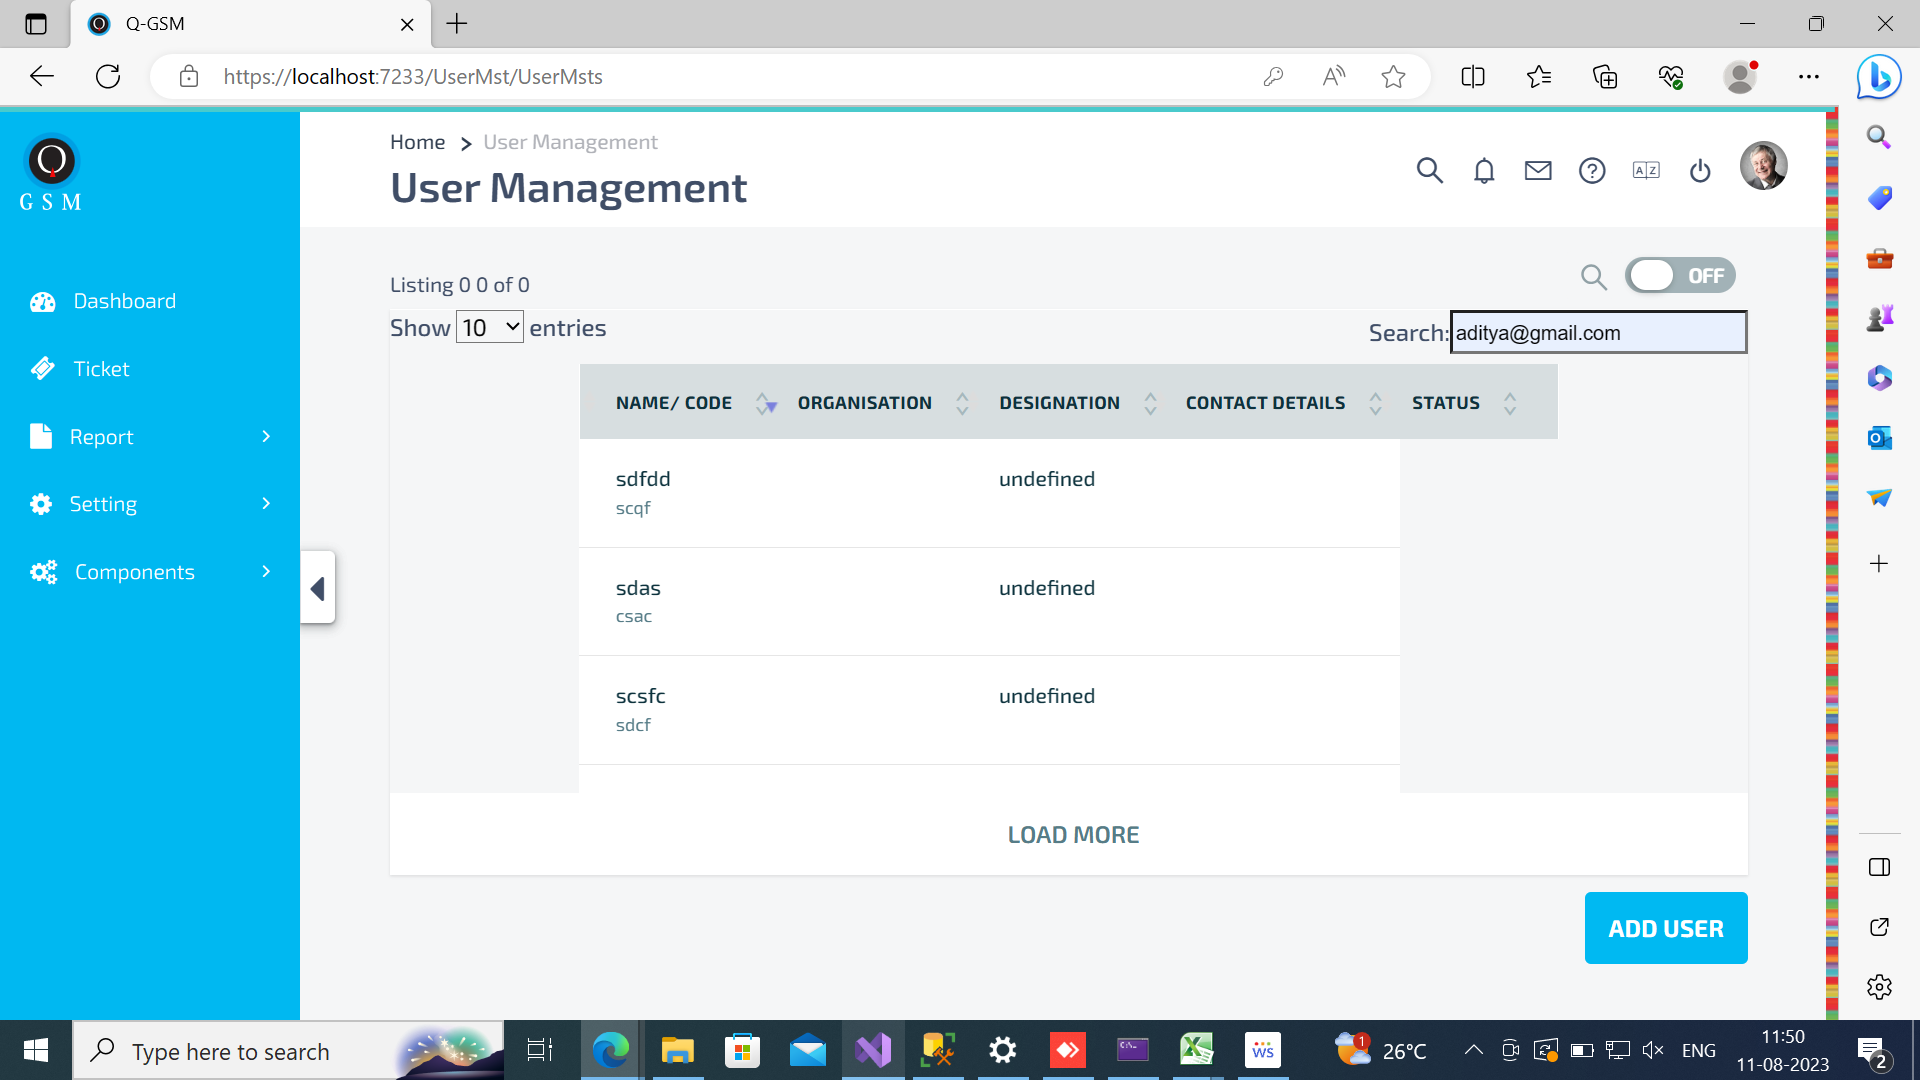 Q-GSM
https://localhost:7233/UserMst/UserMsts
Q
G S M
Home > User Management
User Management
A Z
Dashboard
Ticket
Report
Setting
Components
Listing 0 0 of 0
OFF
Show 10 entries
Search: aditya@gmail.com
NAME/ CODE ORGANISATION DESIGNATION CONTACT DETAILS STATUS
sdfdd undefined
scqf
sdas undefined
csac
scsfc undefined
sdcf
LOAD MORE
ADD USER
Type here to search
WS
1
26°C
ENG
11:50
11-08-2023
2